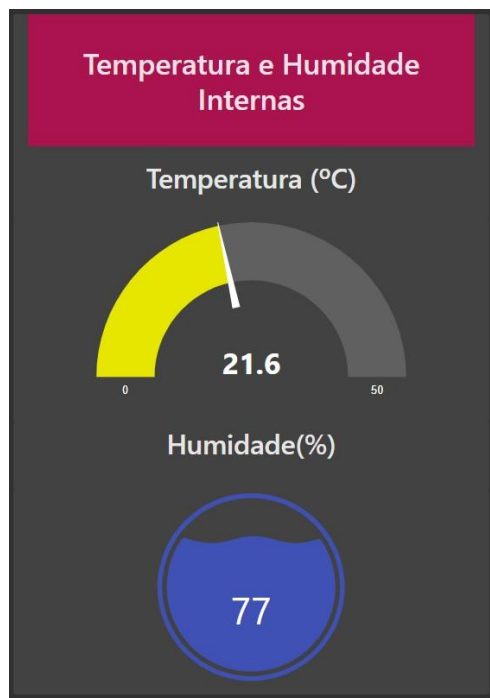 Temperatura e Humidade
Internas
Temperatura (ºC)
21.6
0 50
Humidade(%)
77